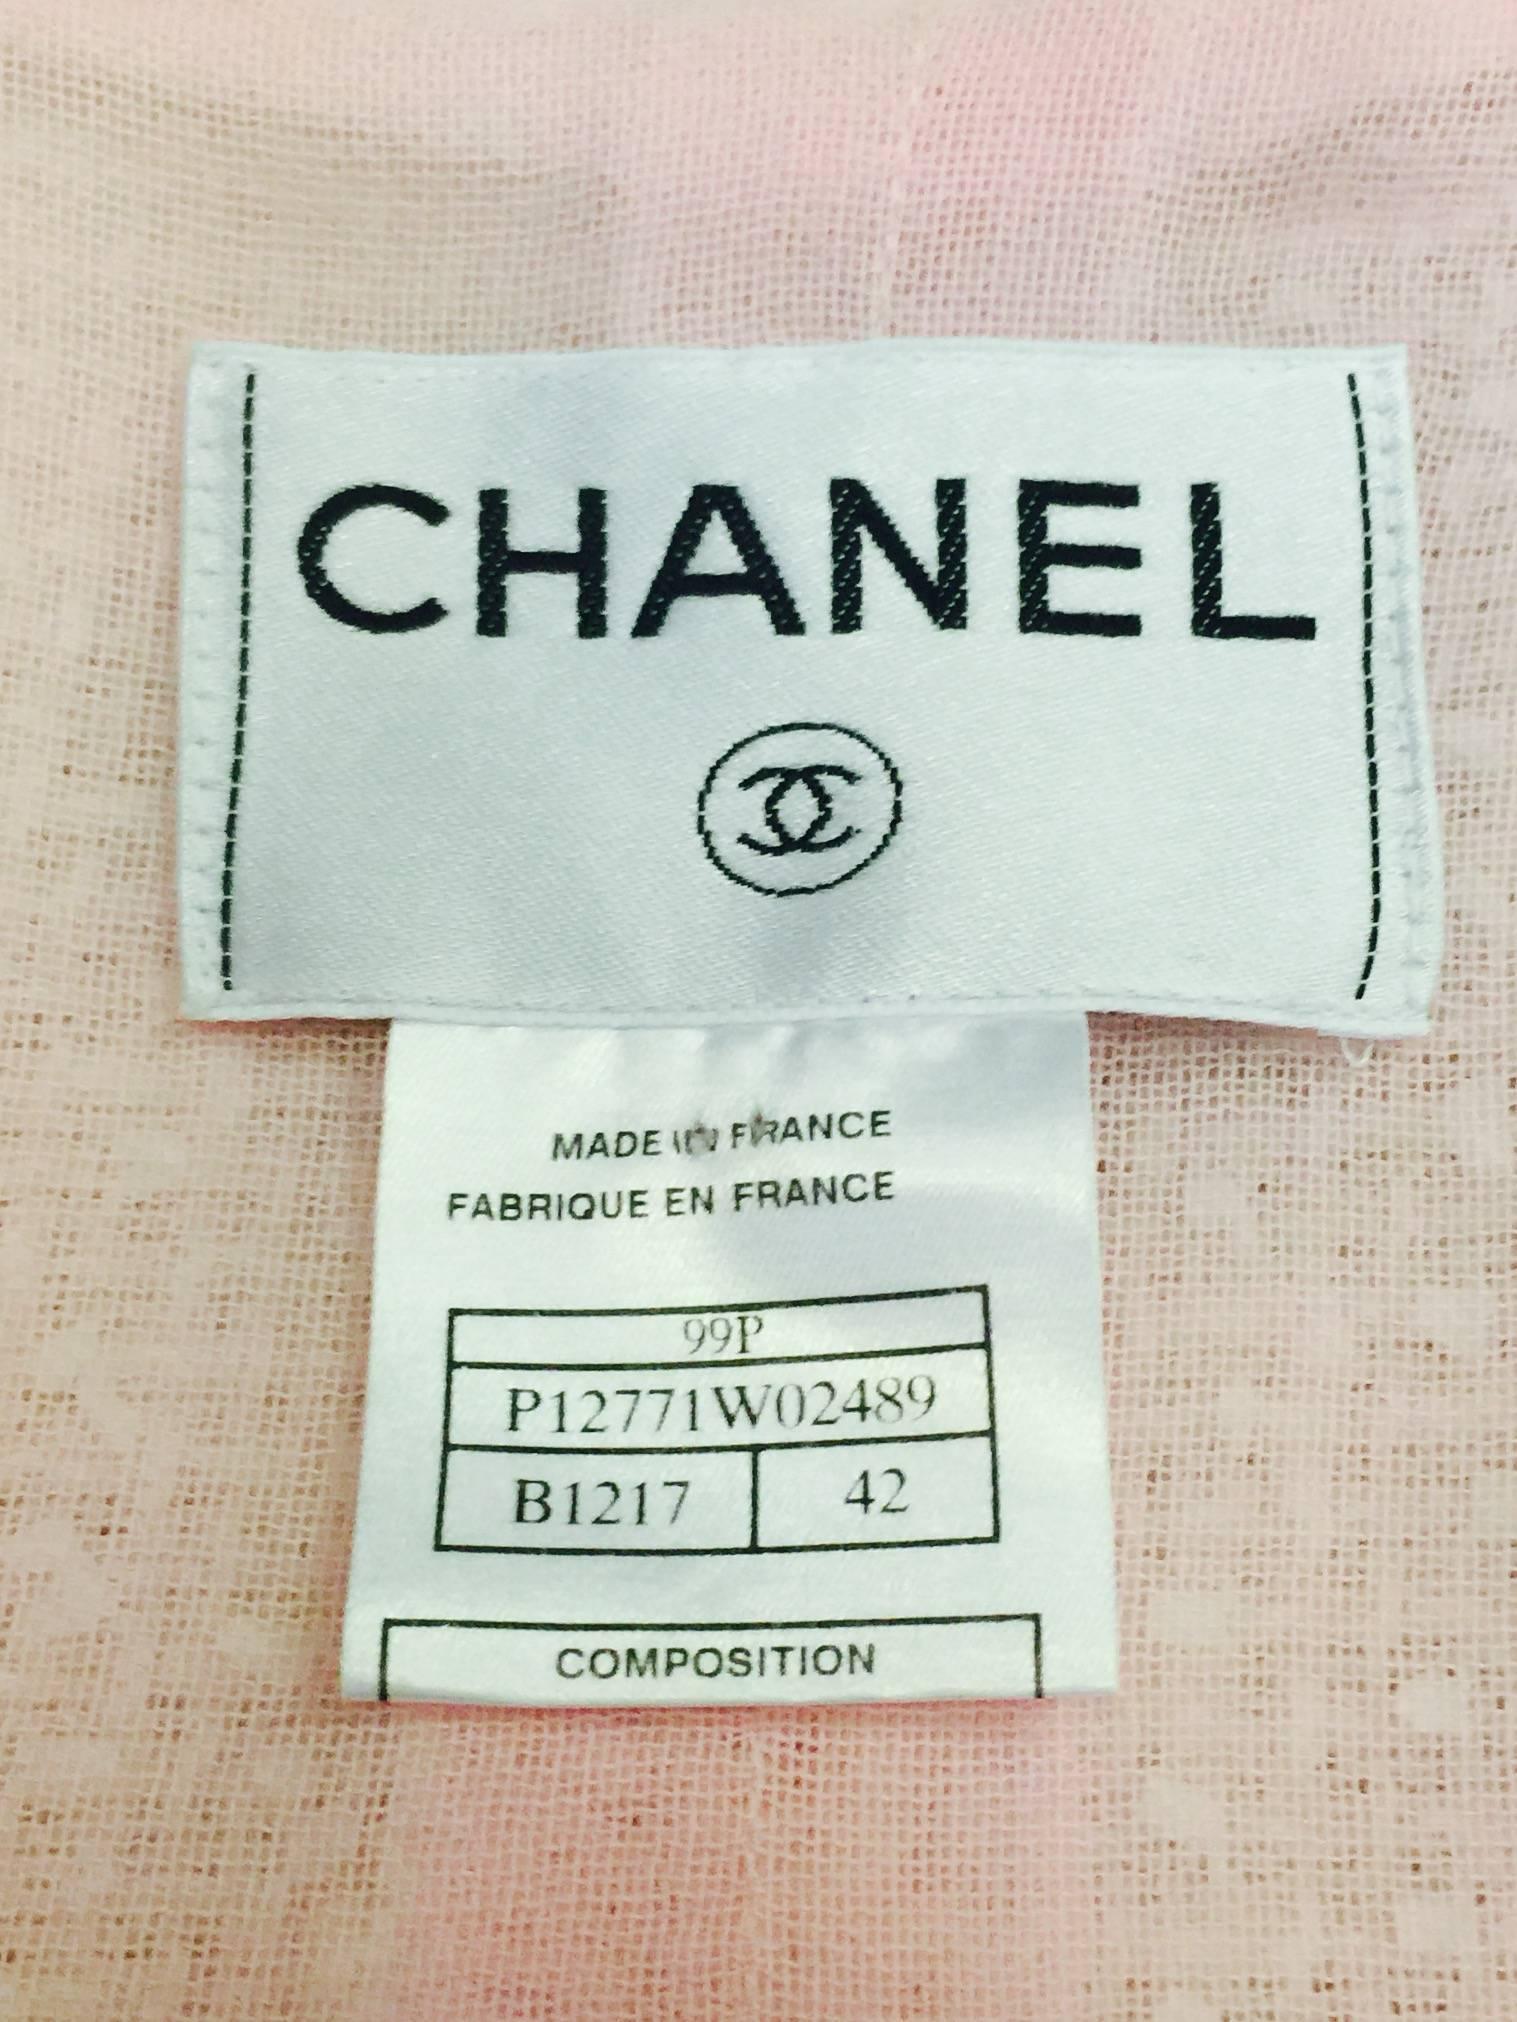 CHANEL
MADE IN FRANCE
FABRIQUE EN FRANCE
99P
P12771W02489
B1217 42
COMPOSITION